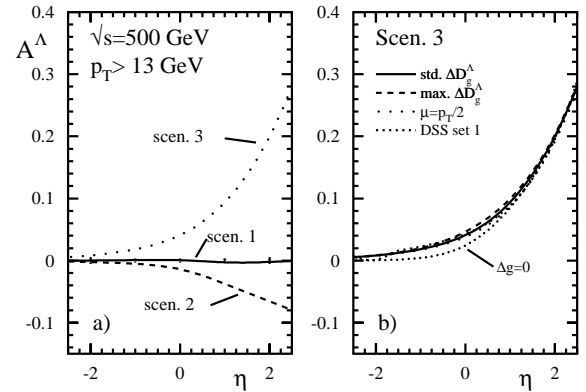 A^Λ
0.4
0.3
0.2
0.1
0
-0.1
√s=500 GeV
p_T> 13 GeV
scen. 3
scen. 1
scen. 2
a)
-2
0
2
η
Scen. 3
std. ΔD_g^Λ
max. ΔD_g^Λ
μ=p_T/2
DSS set 1
Δg=0
b)
0.4
0.3
0.2
0.1
0
-0.1
-2
0
2
η